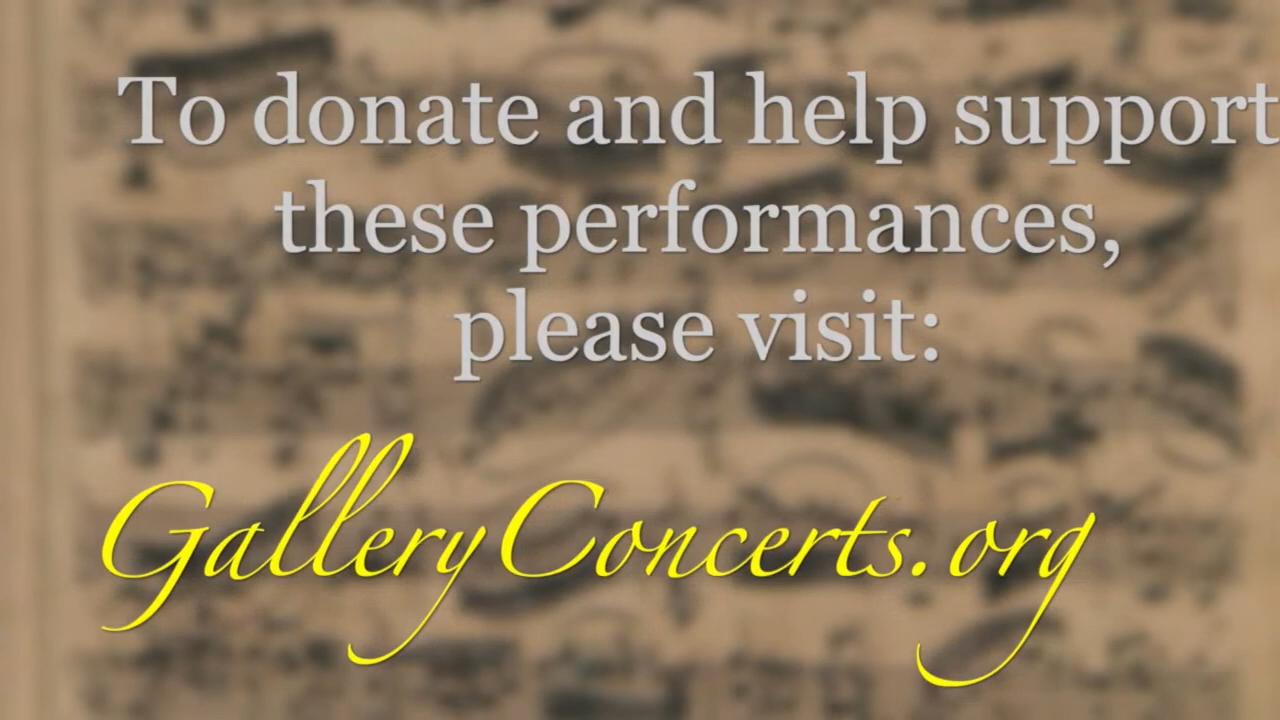 To donate and help support
these performances,
please visit:
GalleryConcerts.org